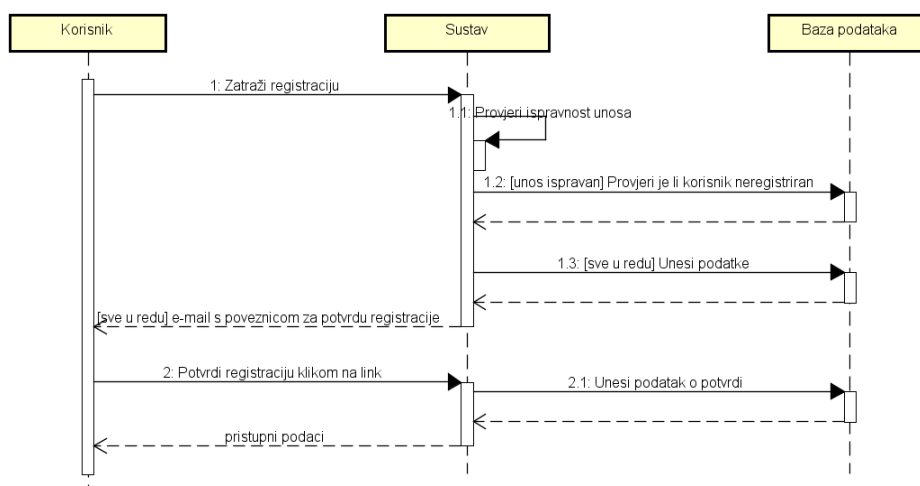 Korisnik
Sustav
Baza podataka
1: Zatraži registraciju
1.1: Provjeri ispravnost unosa
1.2: [unos ispravan] Provjeri je li korisnik neregistriran
1.3: [sve u redu] Unesi podatke
[sve u redu] e-mail s poveznicom za potvrdu registracije
2: Potvrdi registraciju klikom na link
2.1: Unesi podatak o potvrdi
pristupni podaci